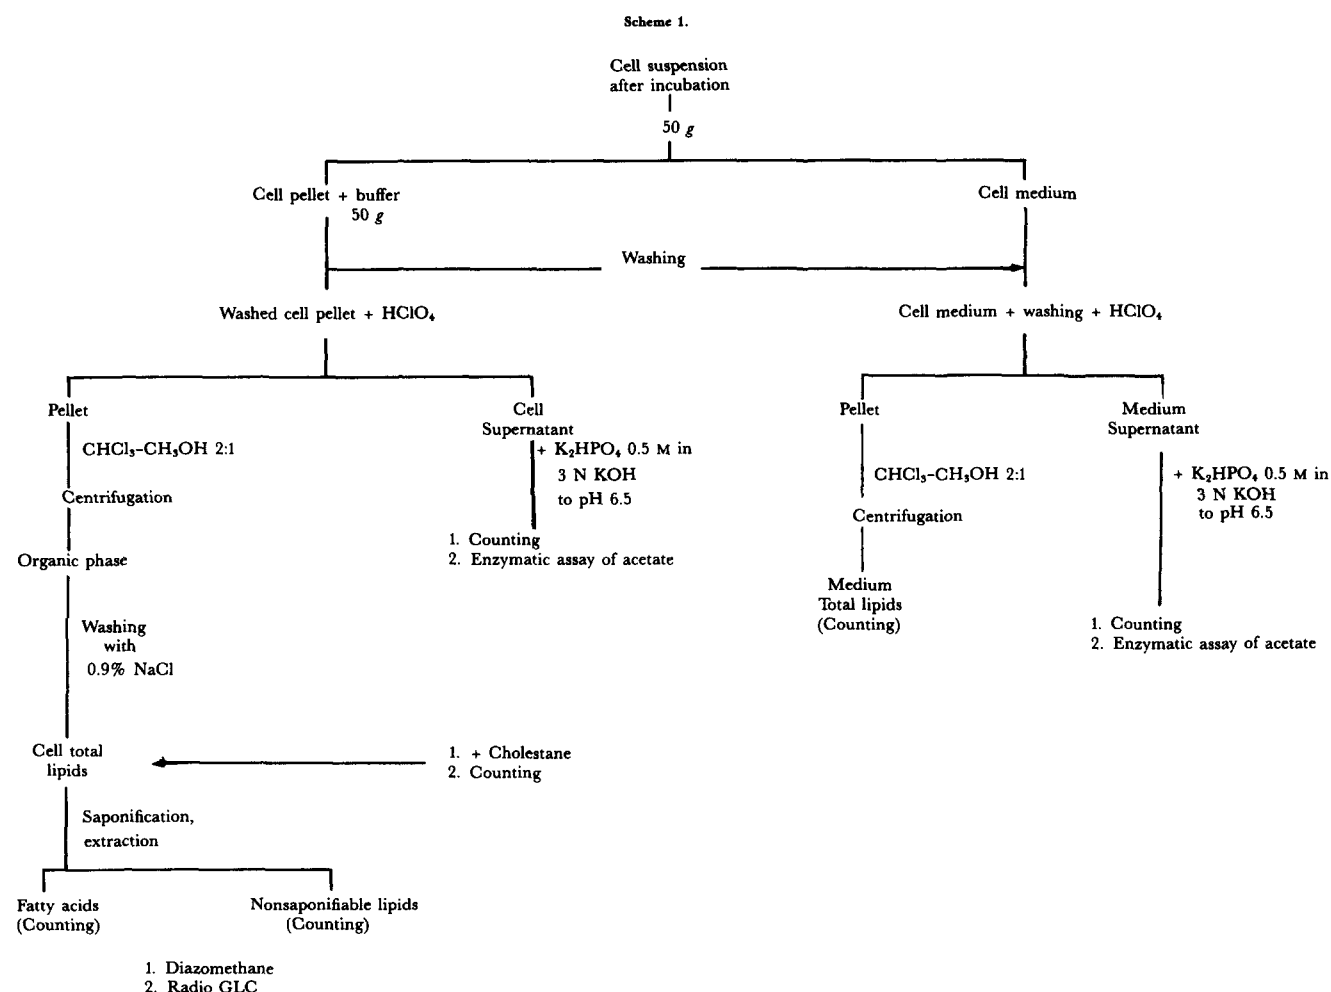 Scheme 1.
Cell suspension
after incubation
50 g
Cell pellet + buffer
50 g
Cell medium
Washing
Washed cell pellet + HClO₄
Cell medium + washing + HClO₄
Pellet
CHCl₃-CH₃OH 2:1
Centrifugation
Organic phase
Washing
with
0.9% NaCl
Cell total
lipids
1. + Cholestane
2. Counting
Saponification,
extraction
Fatty acids
(Counting)
Nonsaponifiable lipids
(Counting)
1. Diazomethane
2. Radio GLC
Cell
Supernatant
+ K₂HPO₄ 0.5 M in
3 N KOH
to pH 6.5
1. Counting
2. Enzymatic assay of acetate
Pellet
CHCl₃-CH₃OH 2:1
Centrifugation
Medium
Total lipids
(Counting)
Medium
Supernatant
+ K₂HPO₄ 0.5 M in
3 N KOH
to pH 6.5
1. Counting
2. Enzymatic assay of acetate